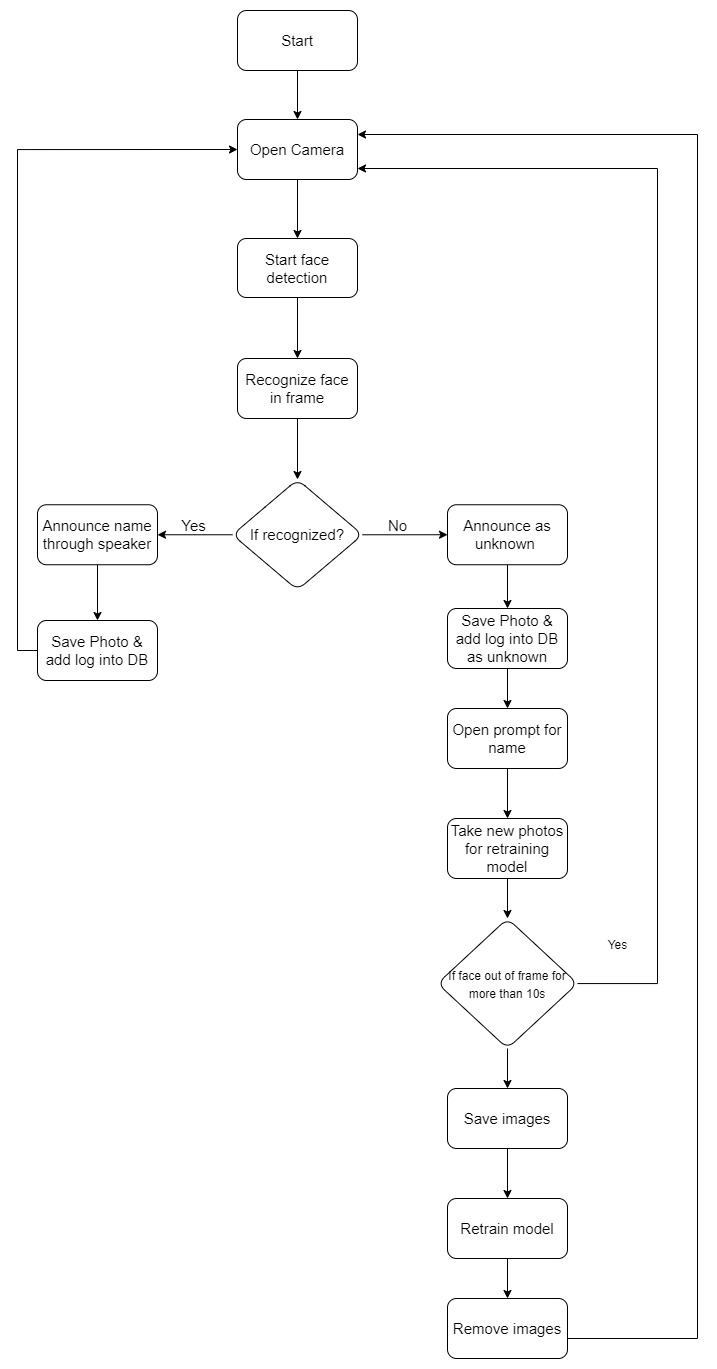 Start
Open Camera
Start face
detection
Recognize face
in frame
If recognized?
Yes
No
Announce name
through speaker
Save Photo &
add log into DB
Announce as
unknown
Save Photo &
add log into DB
as unknown
Open prompt for
name
Take new photos
for retraining
model
If face out of frame for
more than 10s
Yes
Save images
Retrain model
Remove images